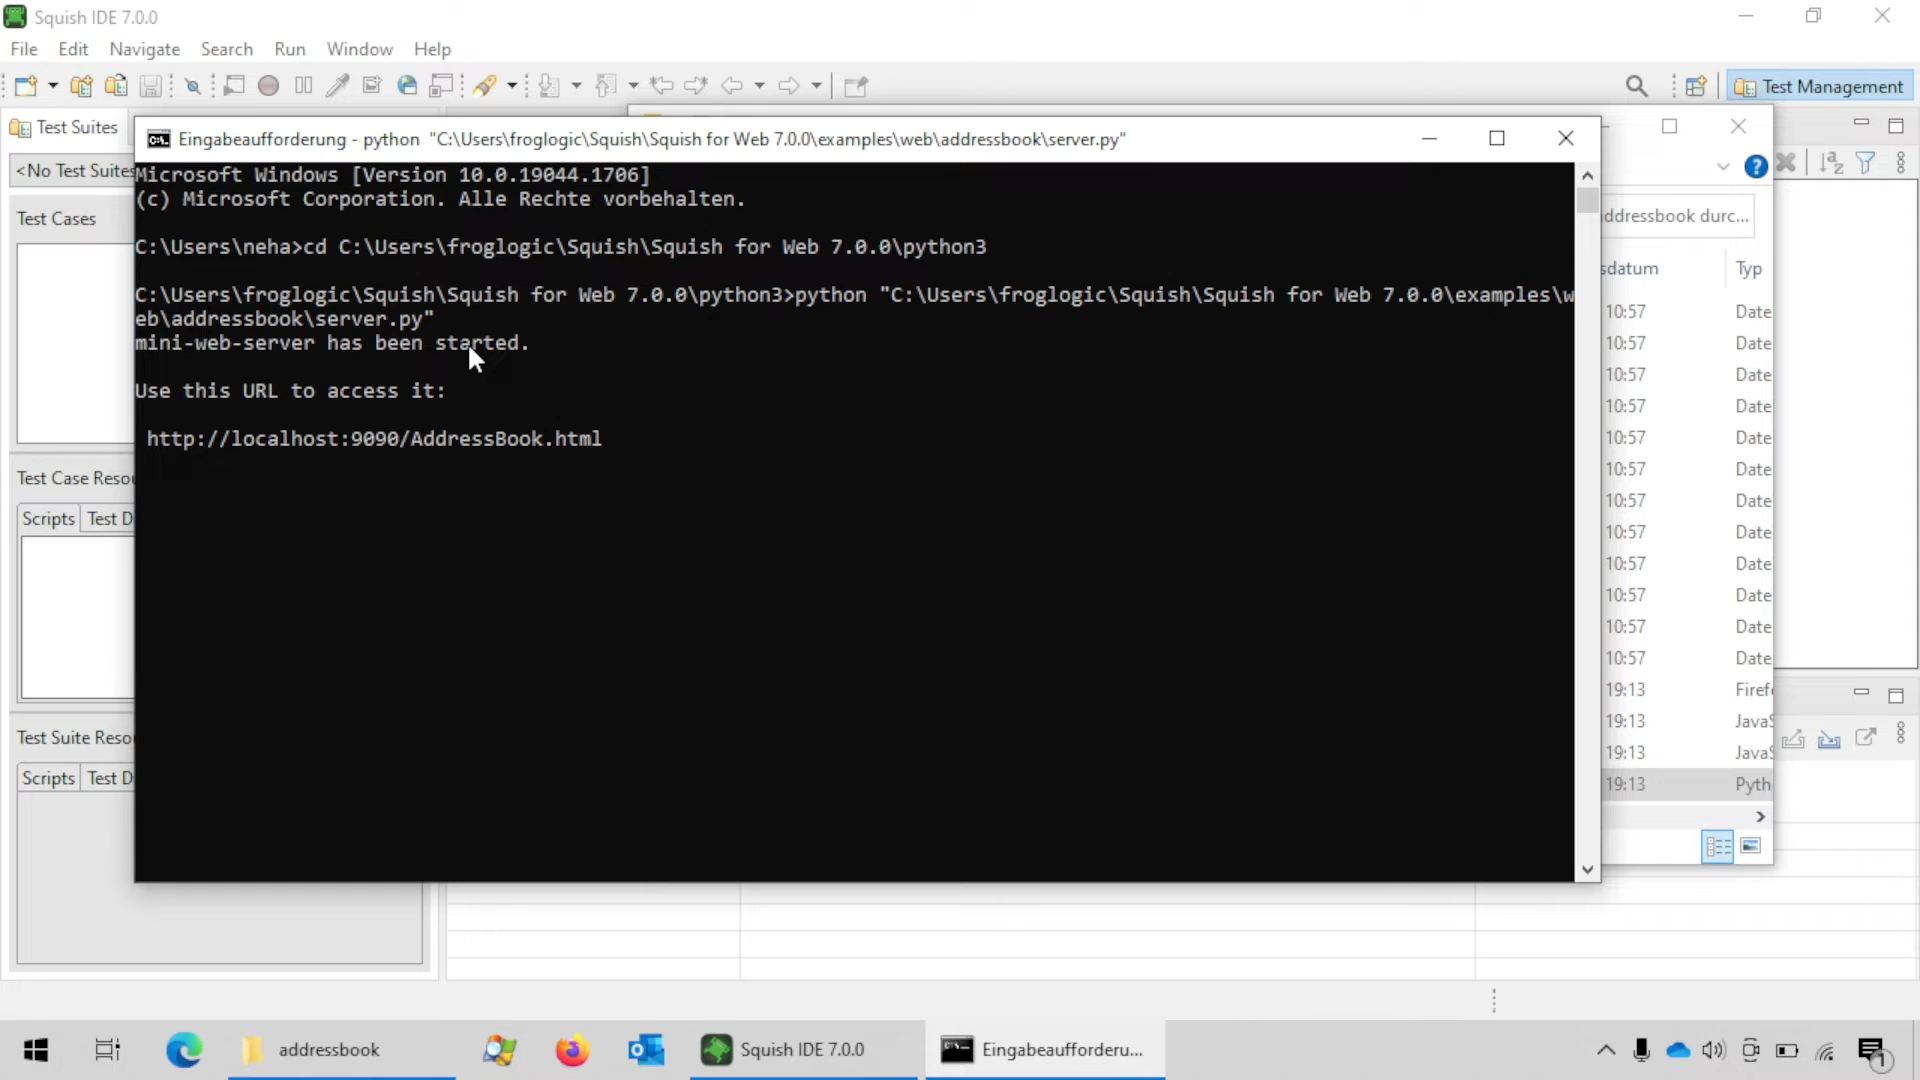 Squish IDE 7.0.0
File Edit Navigate Search Run Window Help
Test Management
Test Suites
<No Test Suites
Test Cases
Test Case Resou
Scripts Test D
Test Suite Resou
Scripts Test D
Eingabeaufforderung - python "C:\Users\froglogic\Squish\Squish for Web 7.0.0\examples\web\addressbook\server.py"
Microsoft Windows [Version 10.0.19044.1706]
(c) Microsoft Corporation. Alle Rechte vorbehalten.
C:\Users\neha>cd C:\Users\froglogic\Squish\Squish for Web 7.0.0\python3
C:\Users\froglogic\Squish\Squish for Web 7.0.0\python3>python "C:\Users\froglogic\Squish\Squish for Web 7.0.0\examples\w
eb\addressbook\server.py"
mini-web-server has been started.
Use this URL to access it:
http://localhost:9090/AddressBook.html
ddressbook durc...
sdatum Typ
10:57 Date
10:57 Date
10:57 Date
10:57 Date
10:57 Date
10:57 Date
10:57 Date
10:57 Date
10:57 Date
10:57 Date
10:57 Date
10:57 Date
19:13 Firef
19:13 JavaS
19:13 JavaS
19:13 Pyth
addressbook
Squish IDE 7.0.0
Eingabeaufforderu...
1